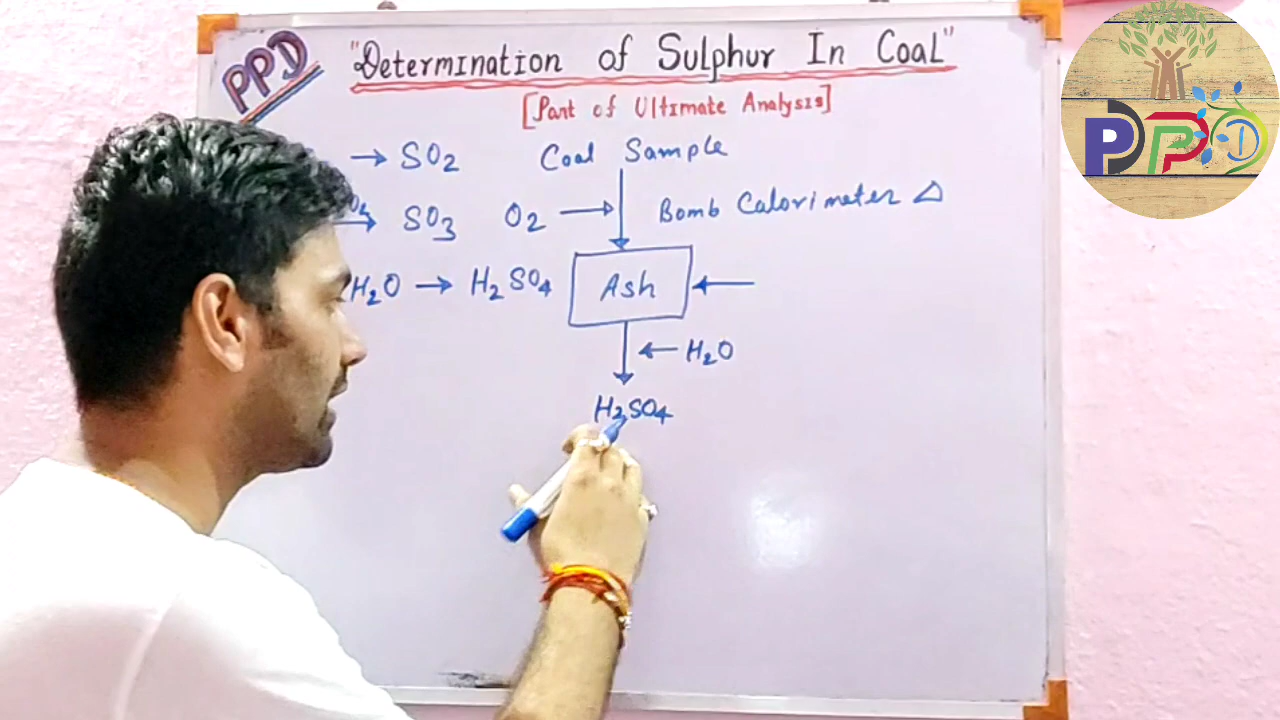 PPD
"Determination of Sulphur In Coal"
[Part of Ultimate Analysis]
→ SO2 Coal Sample
→ SO3 O2 → Bomb Calorimeter Δ
H2O → H2SO4 Ash ←
← H2O
H2SO4
PPD